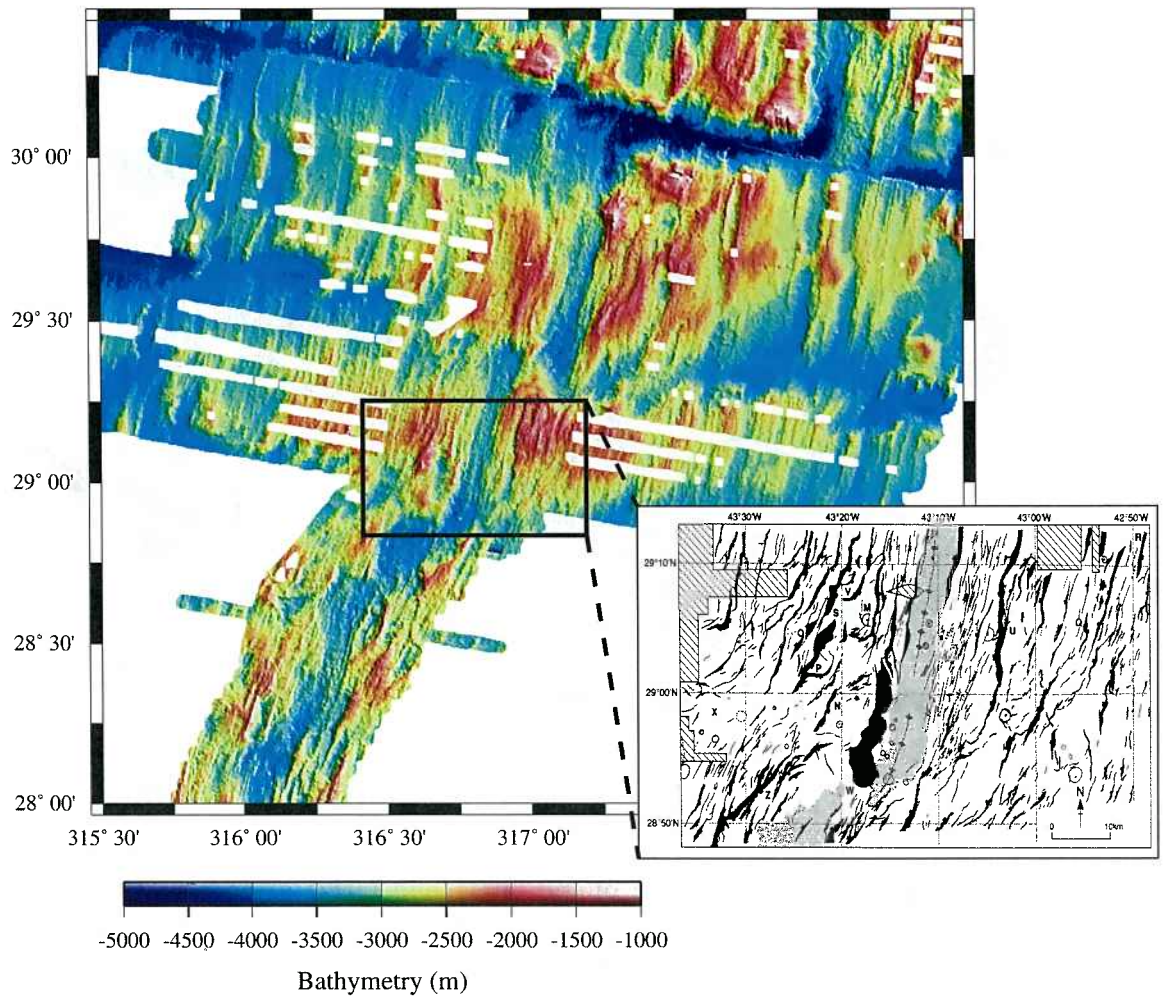 30° 00'
29° 30'
29° 00'
28° 30'
28° 00'
315° 30'
316° 00'
316° 30'
317° 00'
43°30'W
43°20'W
43°10'W
43°00'W
42°50'W
29°10'N
29°00'N
28°50'N
R
Y
S
M
Q
P
U
T
X
N
J
Z
W
N
0
10km
-5000 -4500 -4000 -3500 -3000 -2500 -2000 -1500 -1000
Bathymetry (m)